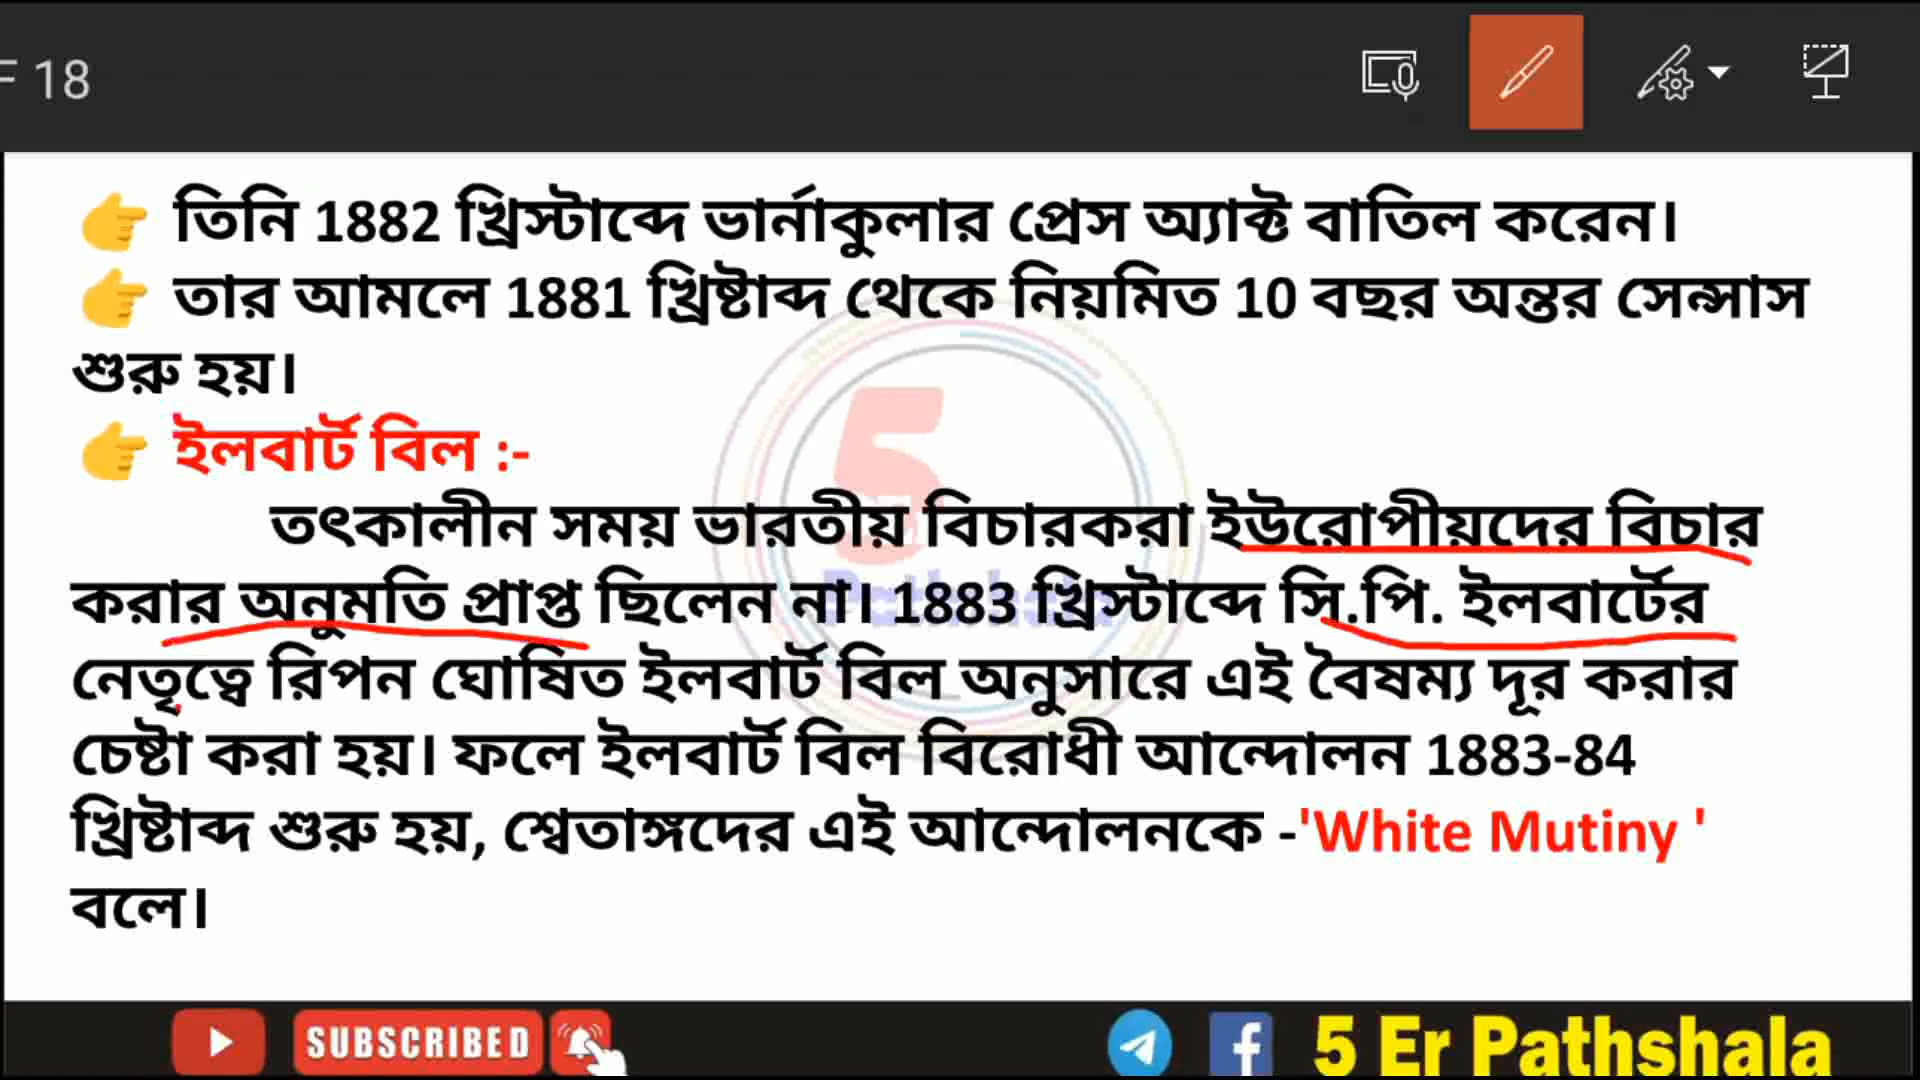 F 18
👉 তিনি 1882 খ্রিস্টাব্দে ভার্নাকুলার প্রেস অ্যাক্ট বাতিল করেন।
👉 তার আমলে 1881 খ্রিষ্টাব্দ থেকে নিয়মিত 10 বছর অন্তর সেন্সাস
শুরু হয়।
👉 ইলবার্ট বিল :-
তৎকালীন সময় ভারতীয় বিচারকরা ইউরোপীয়দের বিচার
করার অনুমতি প্রাপ্ত ছিলেন না। 1883 খ্রিস্টাব্দে সি.পি. ইলবার্টের
নেতৃত্বে রিপন ঘোষিত ইলবার্ট বিল অনুসারে এই বৈষম্য দূর করার
চেষ্টা করা হয়। ফলে ইলবার্ট বিল বিরোধী আন্দোলন 1883-84
খ্রিষ্টাব্দ শুরু হয়, শ্বেতাঙ্গদের এই আন্দোলনকে -'White Mutiny '
বলে।
5
Pathshala
SUBSCRIBED
5 Er Pathshala